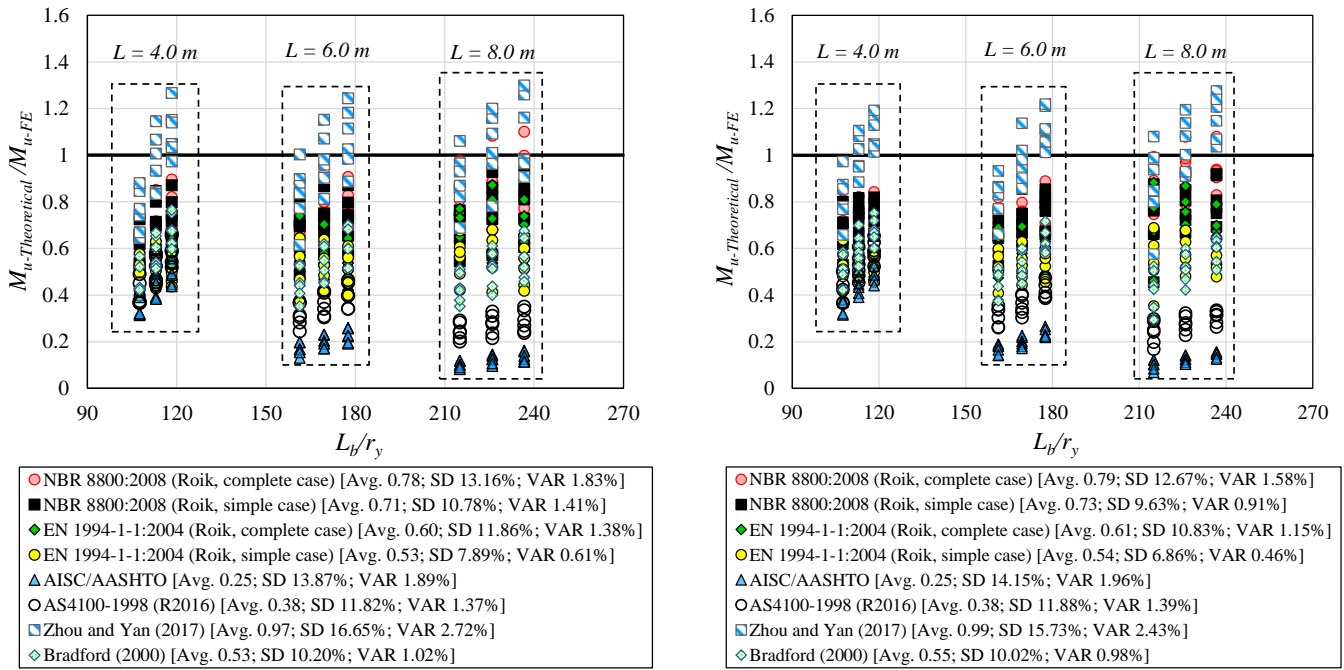 1.6
1.4
1.2
1
0.8
0.6
0.4
0.2
0
M_{u-Theoretical} /M_{u-FE}
L = 4.0 m
L = 6.0 m
L = 8.0 m
90 120 150 180 210 240 270
L_b/r_y
NBR 8800:2008 (Roik, complete case) [Avg. 0.78; SD 13.16%; VAR 1.83%]
NBR 8800:2008 (Roik, simple case) [Avg. 0.71; SD 10.78%; VAR 1.41%]
EN 1994-1-1:2004 (Roik, complete case) [Avg. 0.60; SD 11.86%; VAR 1.38%]
EN 1994-1-1:2004 (Roik, simple case) [Avg. 0.53; SD 7.89%; VAR 0.61%]
AISC/AASHTO [Avg. 0.25; SD 13.87%; VAR 1.89%]
AS4100-1998 (R2016) [Avg. 0.38; SD 11.82%; VAR 1.37%]
Zhou and Yan (2017) [Avg. 0.97; SD 16.65%; VAR 2.72%]
Bradford (2000) [Avg. 0.53; SD 10.20%; VAR 1.02%]
1.6
1.4
1.2
1
0.8
0.6
0.4
0.2
0
M_{u-Theoretical} /M_{u-FE}
L = 4.0 m
L = 6.0 m
L = 8.0 m
90 120 150 180 210 240 270
L_b/r_y
NBR 8800:2008 (Roik, complete case) [Avg. 0.79; SD 12.67%; VAR 1.58%]
NBR 8800:2008 (Roik, simple case) [Avg. 0.73; SD 9.63%; VAR 0.91%]
EN 1994-1-1:2004 (Roik, complete case) [Avg. 0.61; SD 10.83%; VAR 1.15%]
EN 1994-1-1:2004 (Roik, simple case) [Avg. 0.54; SD 6.86%; VAR 0.46%]
AISC/AASHTO [Avg. 0.25; SD 14.15%; VAR 1.96%]
AS4100-1998 (R2016) [Avg. 0.38; SD 11.88%; VAR 1.39%]
Zhou and Yan (2017) [Avg. 0.99; SD 15.73%; VAR 2.43%]
Bradford (2000) [Avg. 0.55; SD 10.02%; VAR 0.98%]